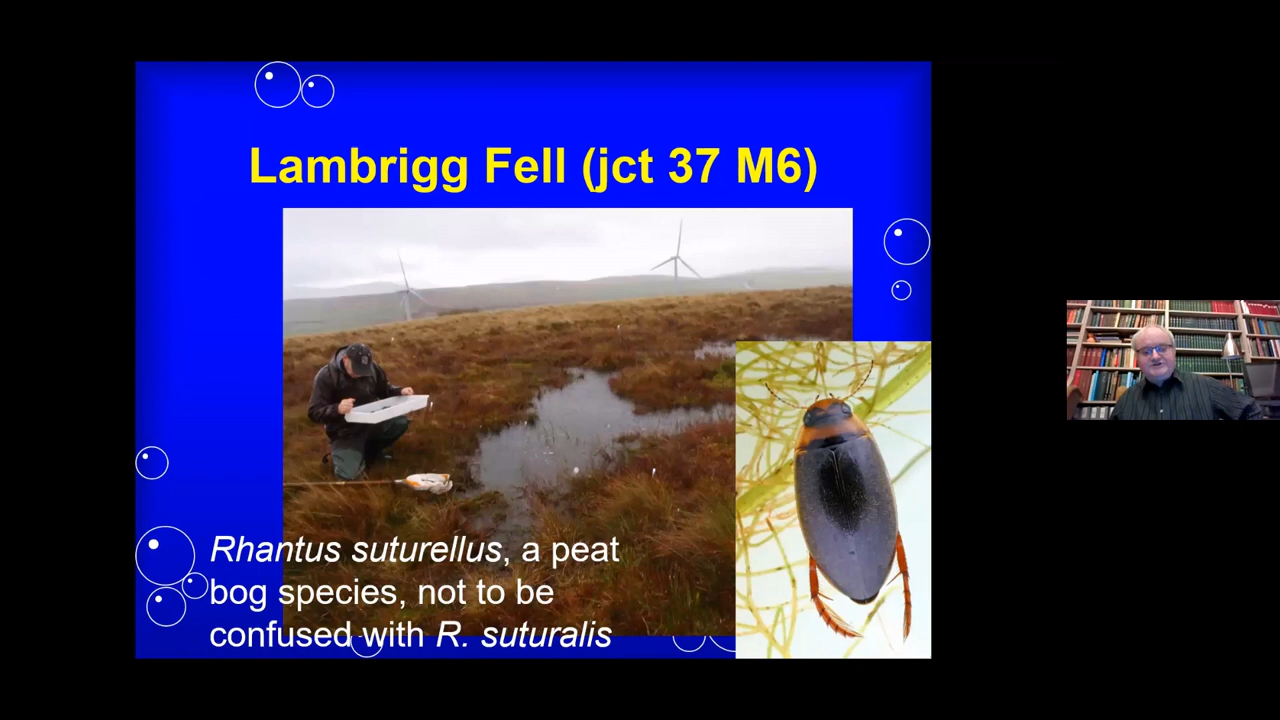 Lambrigg Fell (jct 37 M6)
Rhantus suturellus, a peat
bog species, not to be
confused with R. suturalis